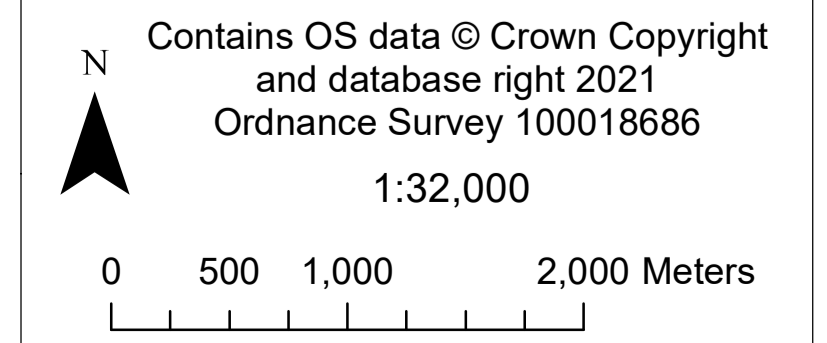 Contains OS data © Crown Copyright
N
and database right 2021
Ordnance Survey 100018686
1:32,000
0 500 1,000 2,000 Meters